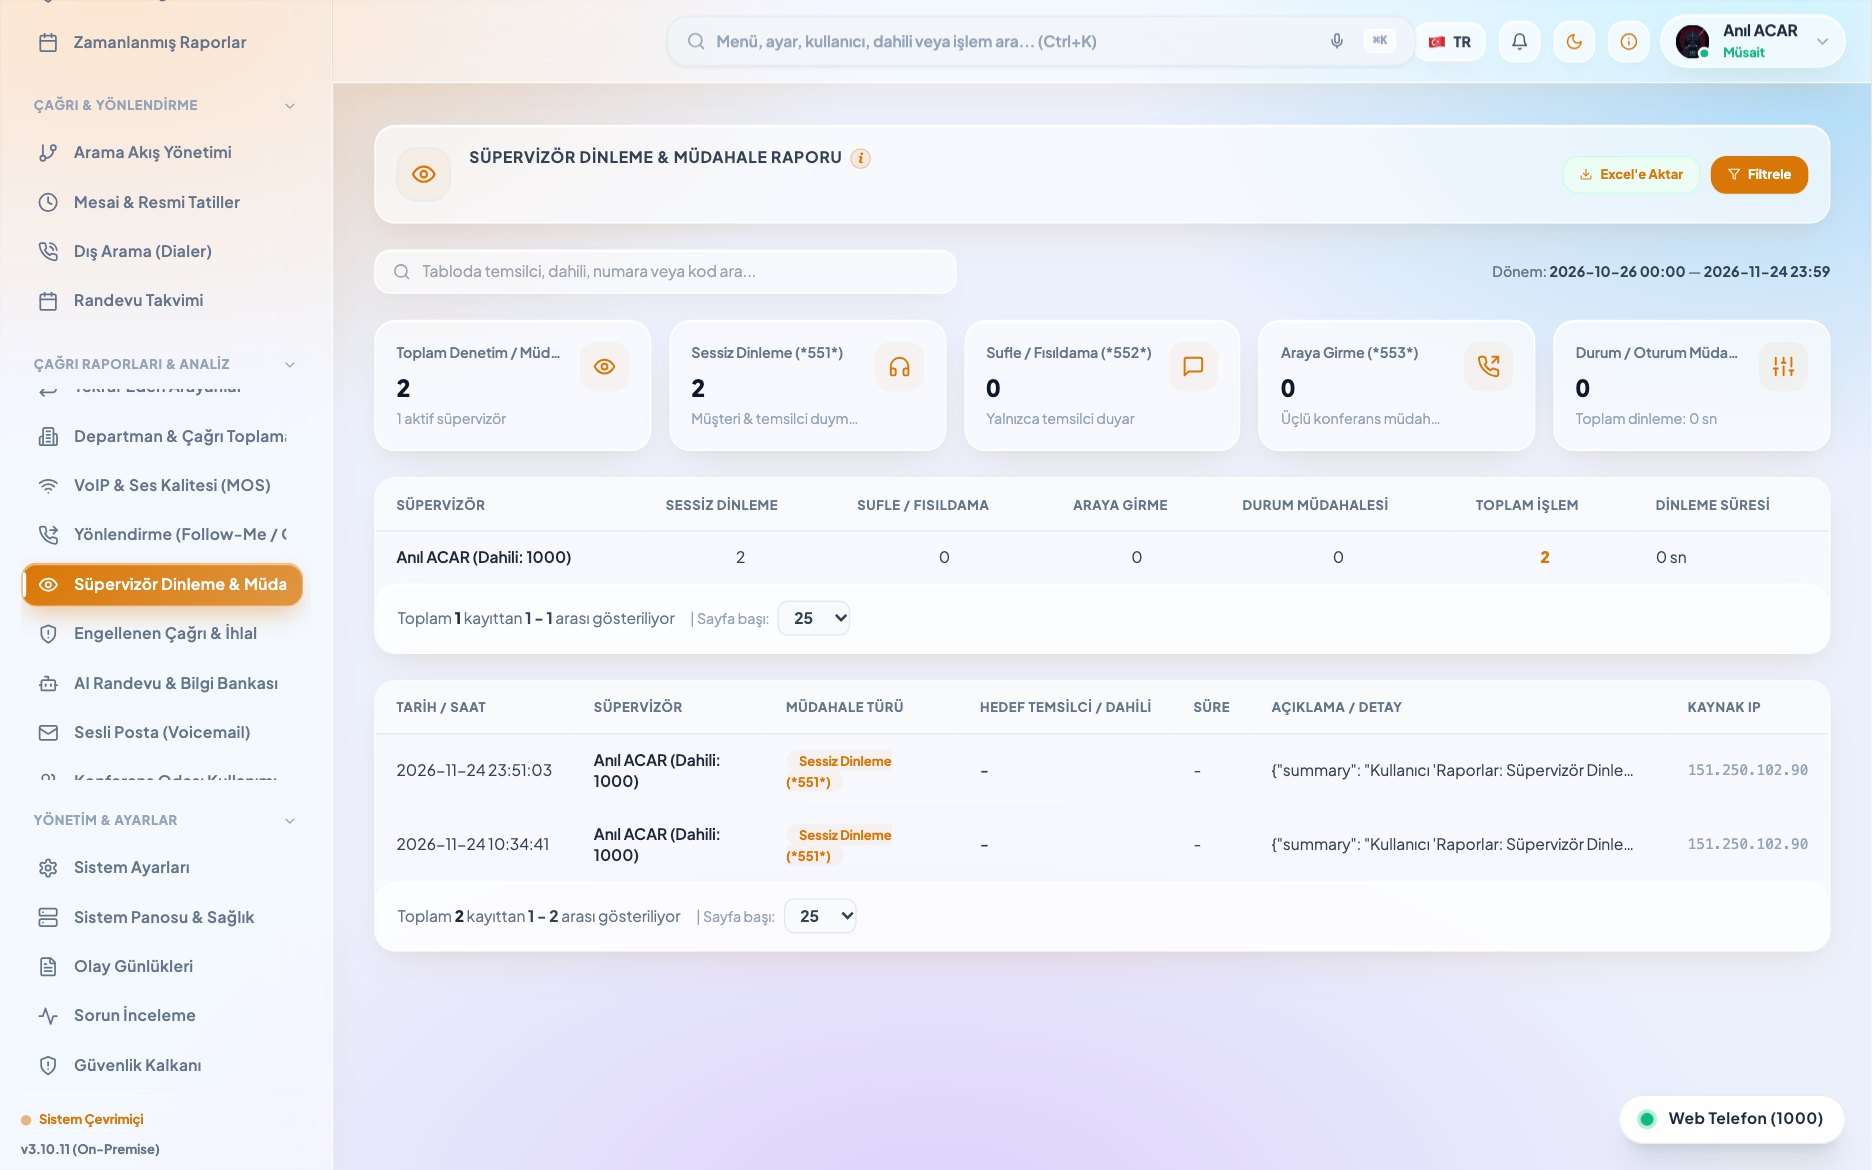 Zamanlanmış Raporlar
ÇAĞRI & YÖNLENDİRME
Arama Akış Yönetimi
Mesai & Resmi Tatiller
Dış Arama (Dialer)
Randevu Takvimi
ÇAĞRI RAPORLARI & ANALİZ
Tekrar Eden Arayanlar
Departman & Çağrı Toplama
VoIP & Ses Kalitesi (MOS)
Yönlendirme (Follow-Me / C
Süpervizör Dinleme & Müda
Engellenen Çağrı & İhlal
AI Randevu & Bilgi Bankası
Sesli Posta (Voicemail)
Konferans Odası Kullanımı
YÖNETİM & AYARLAR
Sistem Ayarları
Sistem Panosu & Sağlık
Olay Günlükleri
Sorun İnceleme
Güvenlik Kalkanı
Sistem Çevrimiçi
v3.10.11 (On-Premise)
Menü, ayar, kullanıcı, dahili veya işlem ara... (Ctrl+K)
⌘K
TR
Anıl ACAR
Müsait
SÜPERVİZÖR DİNLEME & MÜDAHALE RAPORU i
Excel'e Aktar
Filtrele
Tabloda temsilci, dahili, numara veya kod ara...
Dönem: 2026-10-26 00:00 — 2026-11-24 23:59
Toplam Denetim / Müd...
2
1 aktif süpervizör
Sessiz Dinleme (*551*)
2
Müşteri & temsilci duym...
Sufle / Fısıldama (*552*)
0
Yalnızca temsilci duyar
Araya Girme (*553*)
0
Üçlü konferans müdah...
Durum / Oturum Müda...
0
Toplam dinleme: 0 sn
SÜPERVİZÖR SESSİZ DİNLEME SUFLE / FISILDAMA ARAYA GİRME DURUM MÜDAHALESİ TOPLAM İŞLEM DİNLEME SÜRESİ
Anıl ACAR (Dahili: 1000) 2 0 0 0 2 0 sn
Toplam 1 kayıttan 1 - 1 arası gösteriliyor | Sayfa başı: 25
TARİH / SAAT SÜPERVİZÖR MÜDAHALE TÜRÜ HEDEF TEMSİLCİ / DAHİLİ SÜRE AÇIKLAMA / DETAY KAYNAK IP
2026-11-24 23:51:03 Anıl ACAR (Dahili: 1000) Sessiz Dinleme (*551*) - - {"summary": "Kullanıcı 'Raporlar: Süpervizör Dinle... 151.250.102.90
2026-11-24 10:34:41 Anıl ACAR (Dahili: 1000) Sessiz Dinleme (*551*) - - {"summary": "Kullanıcı 'Raporlar: Süpervizör Dinle... 151.250.102.90
Toplam 2 kayıttan 1 - 2 arası gösteriliyor | Sayfa başı: 25
Web Telefon (1000)